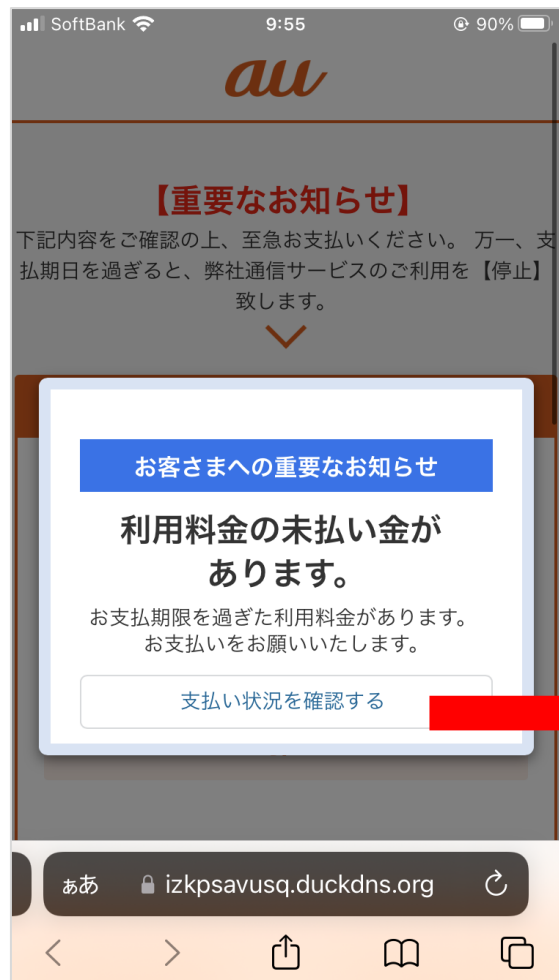 SoftBank 9:55 90%
au
【重要なお知らせ】
下記内容をご確認の上、至急お支払いください。 万一、支
払期日を過ぎると、弊社通信サービスのご利用を【停止】
致します。
お客さまへの重要なお知らせ
利用料金の未払い金が
あります。
お支払期限を過ぎた利用料金があります。
お支払いをお願いいたします。
支払い状況を確認する
ぁあ izkpsavusq.duckdns.org